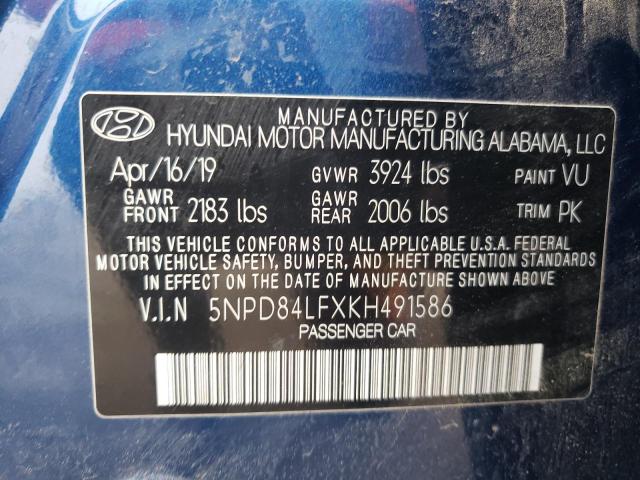 MANUFACTURED BY
HYUNDAI MOTOR MANUFACTURING ALABAMA, LLC
Apr/16/19 GVWR 3924 lbs PAINT VU
GAWR FRONT 2183 lbs GAWR REAR 2006 lbs TRIM PK
THIS VEHICLE CONFORMS TO ALL APPLICABLE U.S.A. FEDERAL
MOTOR VEHICLE SAFETY, BUMPER, AND THEFT PREVENTION STANDARDS
IN EFFECT ON THE DATE OF MANUFACTURE SHOWN ABOVE.
V.I.N 5NPD84LFXKH491586
PASSENGER CAR